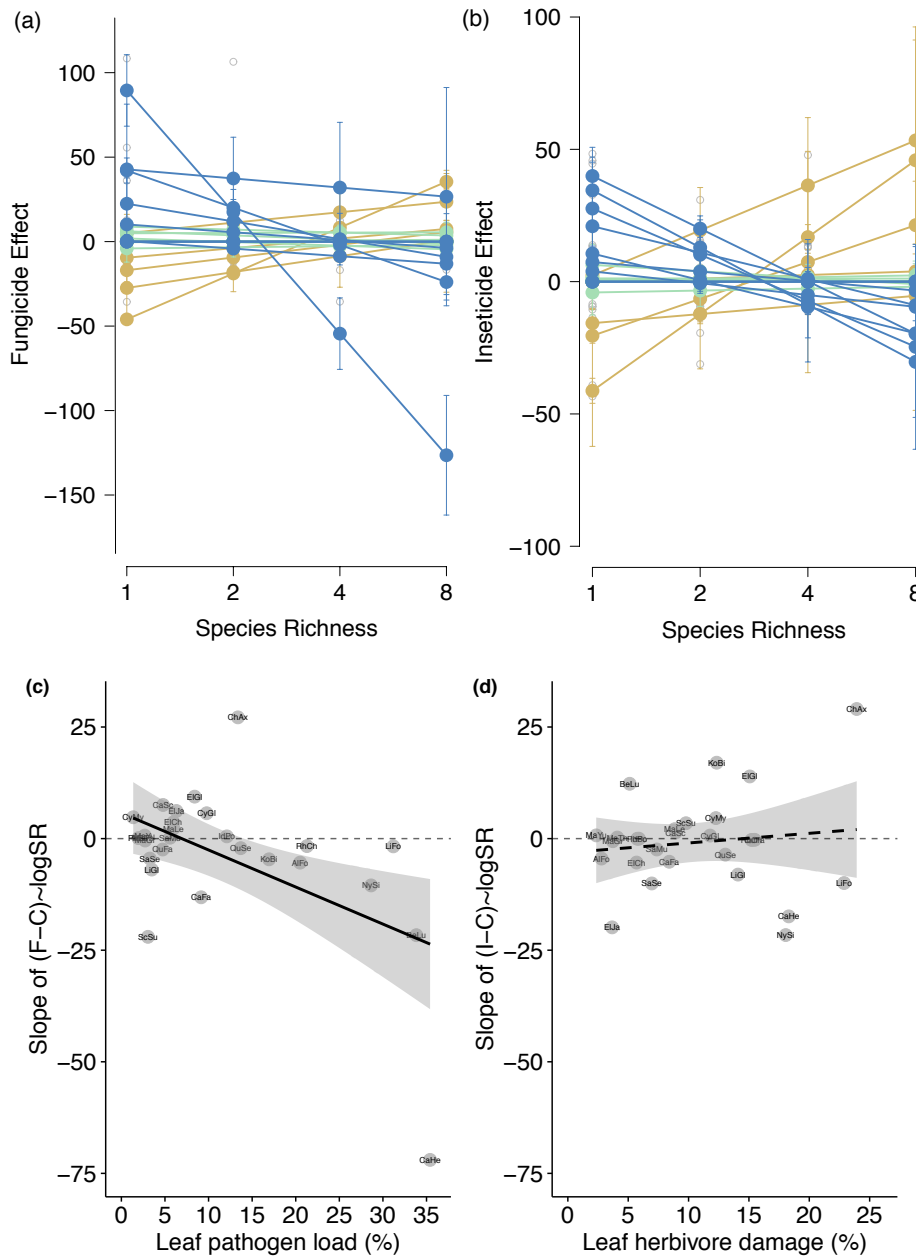 (a)
100
50
0
−50
−100
−150
Fungicide Effect
1 2 4 8
Species Richness
(b)
100
50
0
−50
−100
Inseticide Effect
1 2 4 8
Species Richness
(c)
25
0
−25
−50
−75
Slope of (F−C)~logSR
ChAx
ElGl
CaSc
ElJa
CyGl
CyMy
ElCh
MaLe
QuFa
QuSe
RhCh
LiFo
SaSe
KoBi
AlFo
LiGl
NySi
CaFa
BeLu
ScSu
CaHe
0 5 10 15 20 25 30 35
Leaf pathogen load (%)
(d)
25
0
−25
−50
−75
Slope of (I−C)~logSR
ChAx
KoBi
ElGl
BeLu
CyMy
ScSu
MaLe
CaSc
CyGl
SaMu
QuSe
AlFo
ElCh
CaFa
LiGl
SaSe
LiFo
CaHe
ElJa
NySi
0 5 10 15 20 25
Leaf herbivore damage (%)